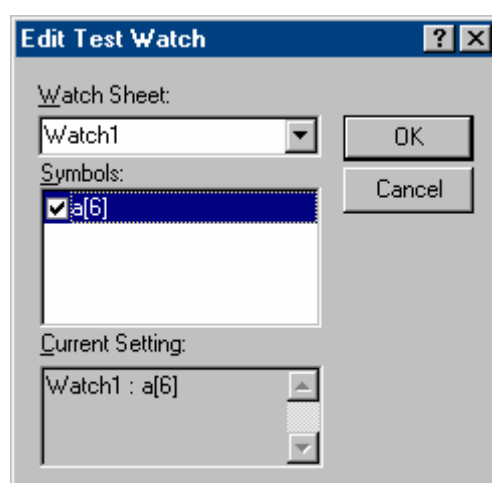 Edit Test Watch
Watch Sheet:
Watch1
OK
Symbols:
Cancel
a[6]
Current Setting:
Watch1 : a[6]